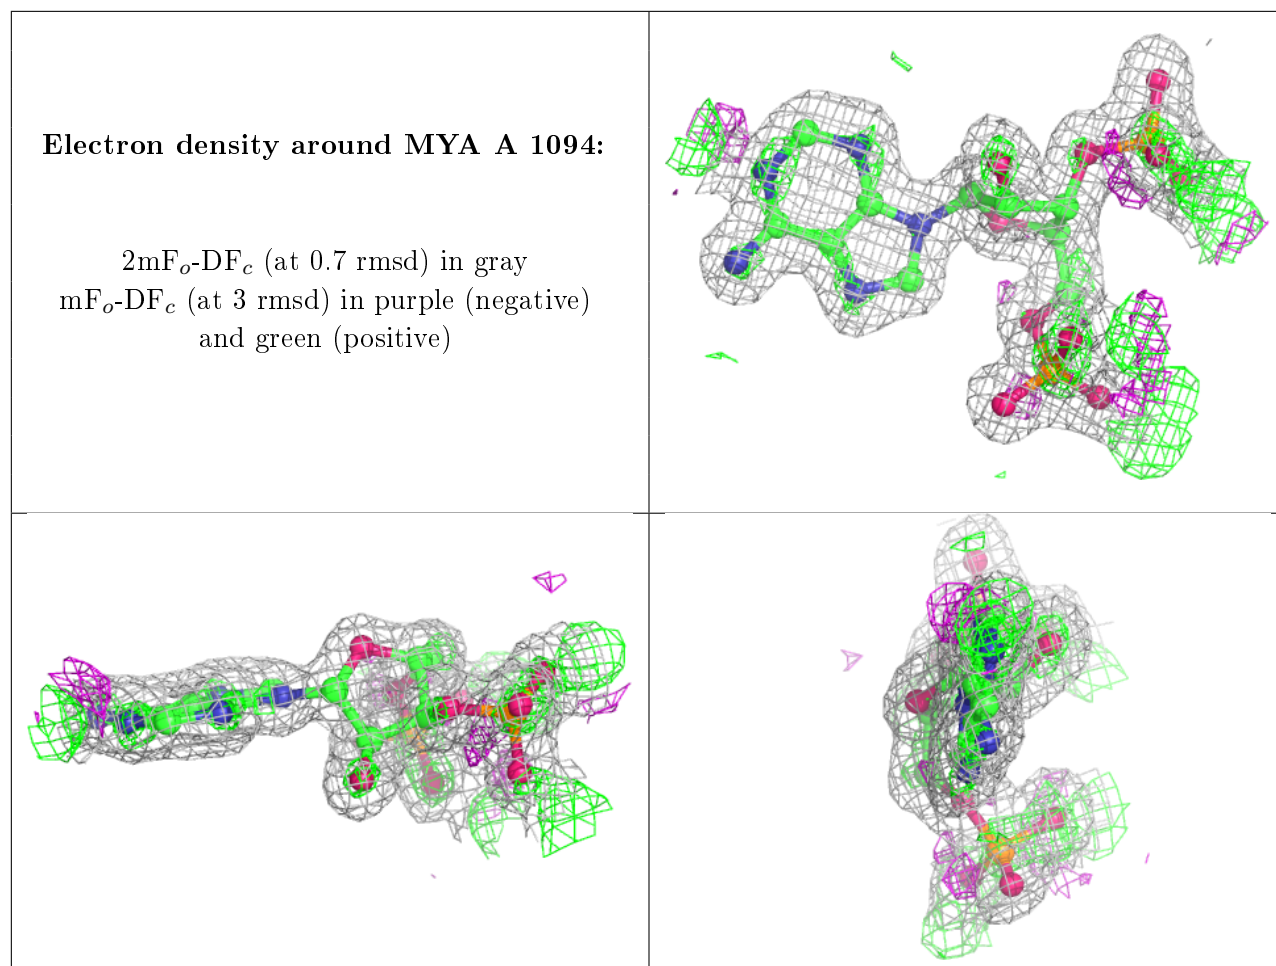 Electron density around MYA A 1094:
2mFo-DFc (at 0.7 rmsd) in gray
mFo-DFc (at 3 rmsd) in purple (negative)
and green (positive)